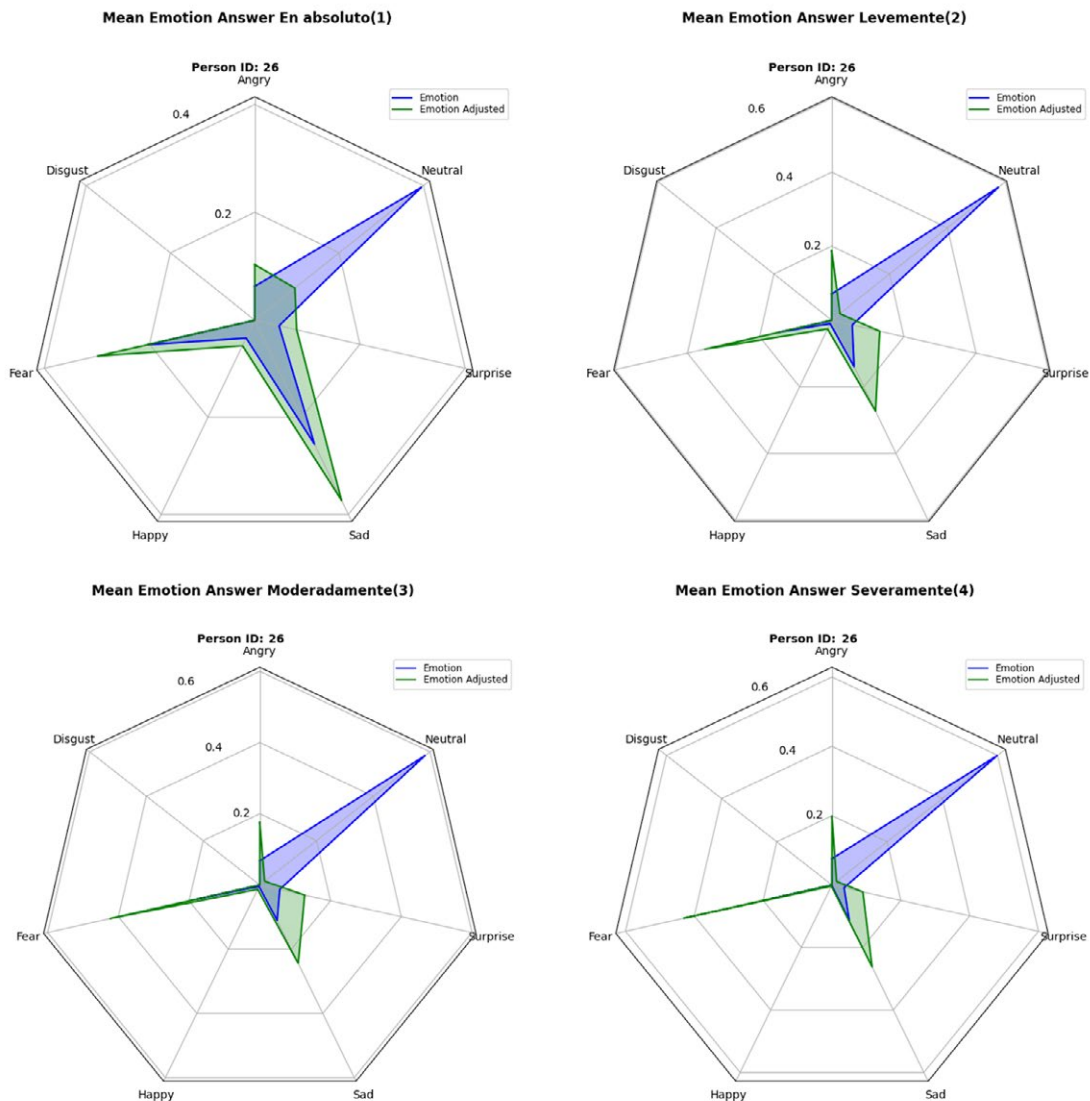 Mean Emotion Answer En absoluto(1)
Person ID: 26
Angry
Emotion
Emotion Adjusted
0.4
Disgust
Neutral
0.2
Fear
Surprise
Happy
Sad
Mean Emotion Answer Levemente(2)
Person ID: 26
Angry
Emotion
Emotion Adjusted
0.6
Disgust
Neutral
0.4
0.2
Fear
Surprise
Happy
Sad
Mean Emotion Answer Moderadamente(3)
Person ID: 26
Angry
Emotion
Emotion Adjusted
0.6
Disgust
Neutral
0.4
0.2
Fear
Surprise
Happy
Sad
Mean Emotion Answer Severamente(4)
Person ID: 26
Angry
Emotion
Emotion Adjusted
0.6
Disgust
Neutral
0.4
0.2
Fear
Surprise
Happy
Sad